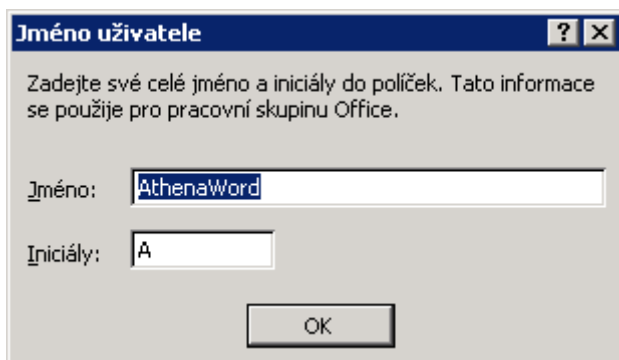 Jméno uživatele
Zadejte své celé jméno a iniciály do políček. Tato informace
se použije pro pracovní skupinu Office.
Jméno: AthenaWord
Iniciály: A
OK